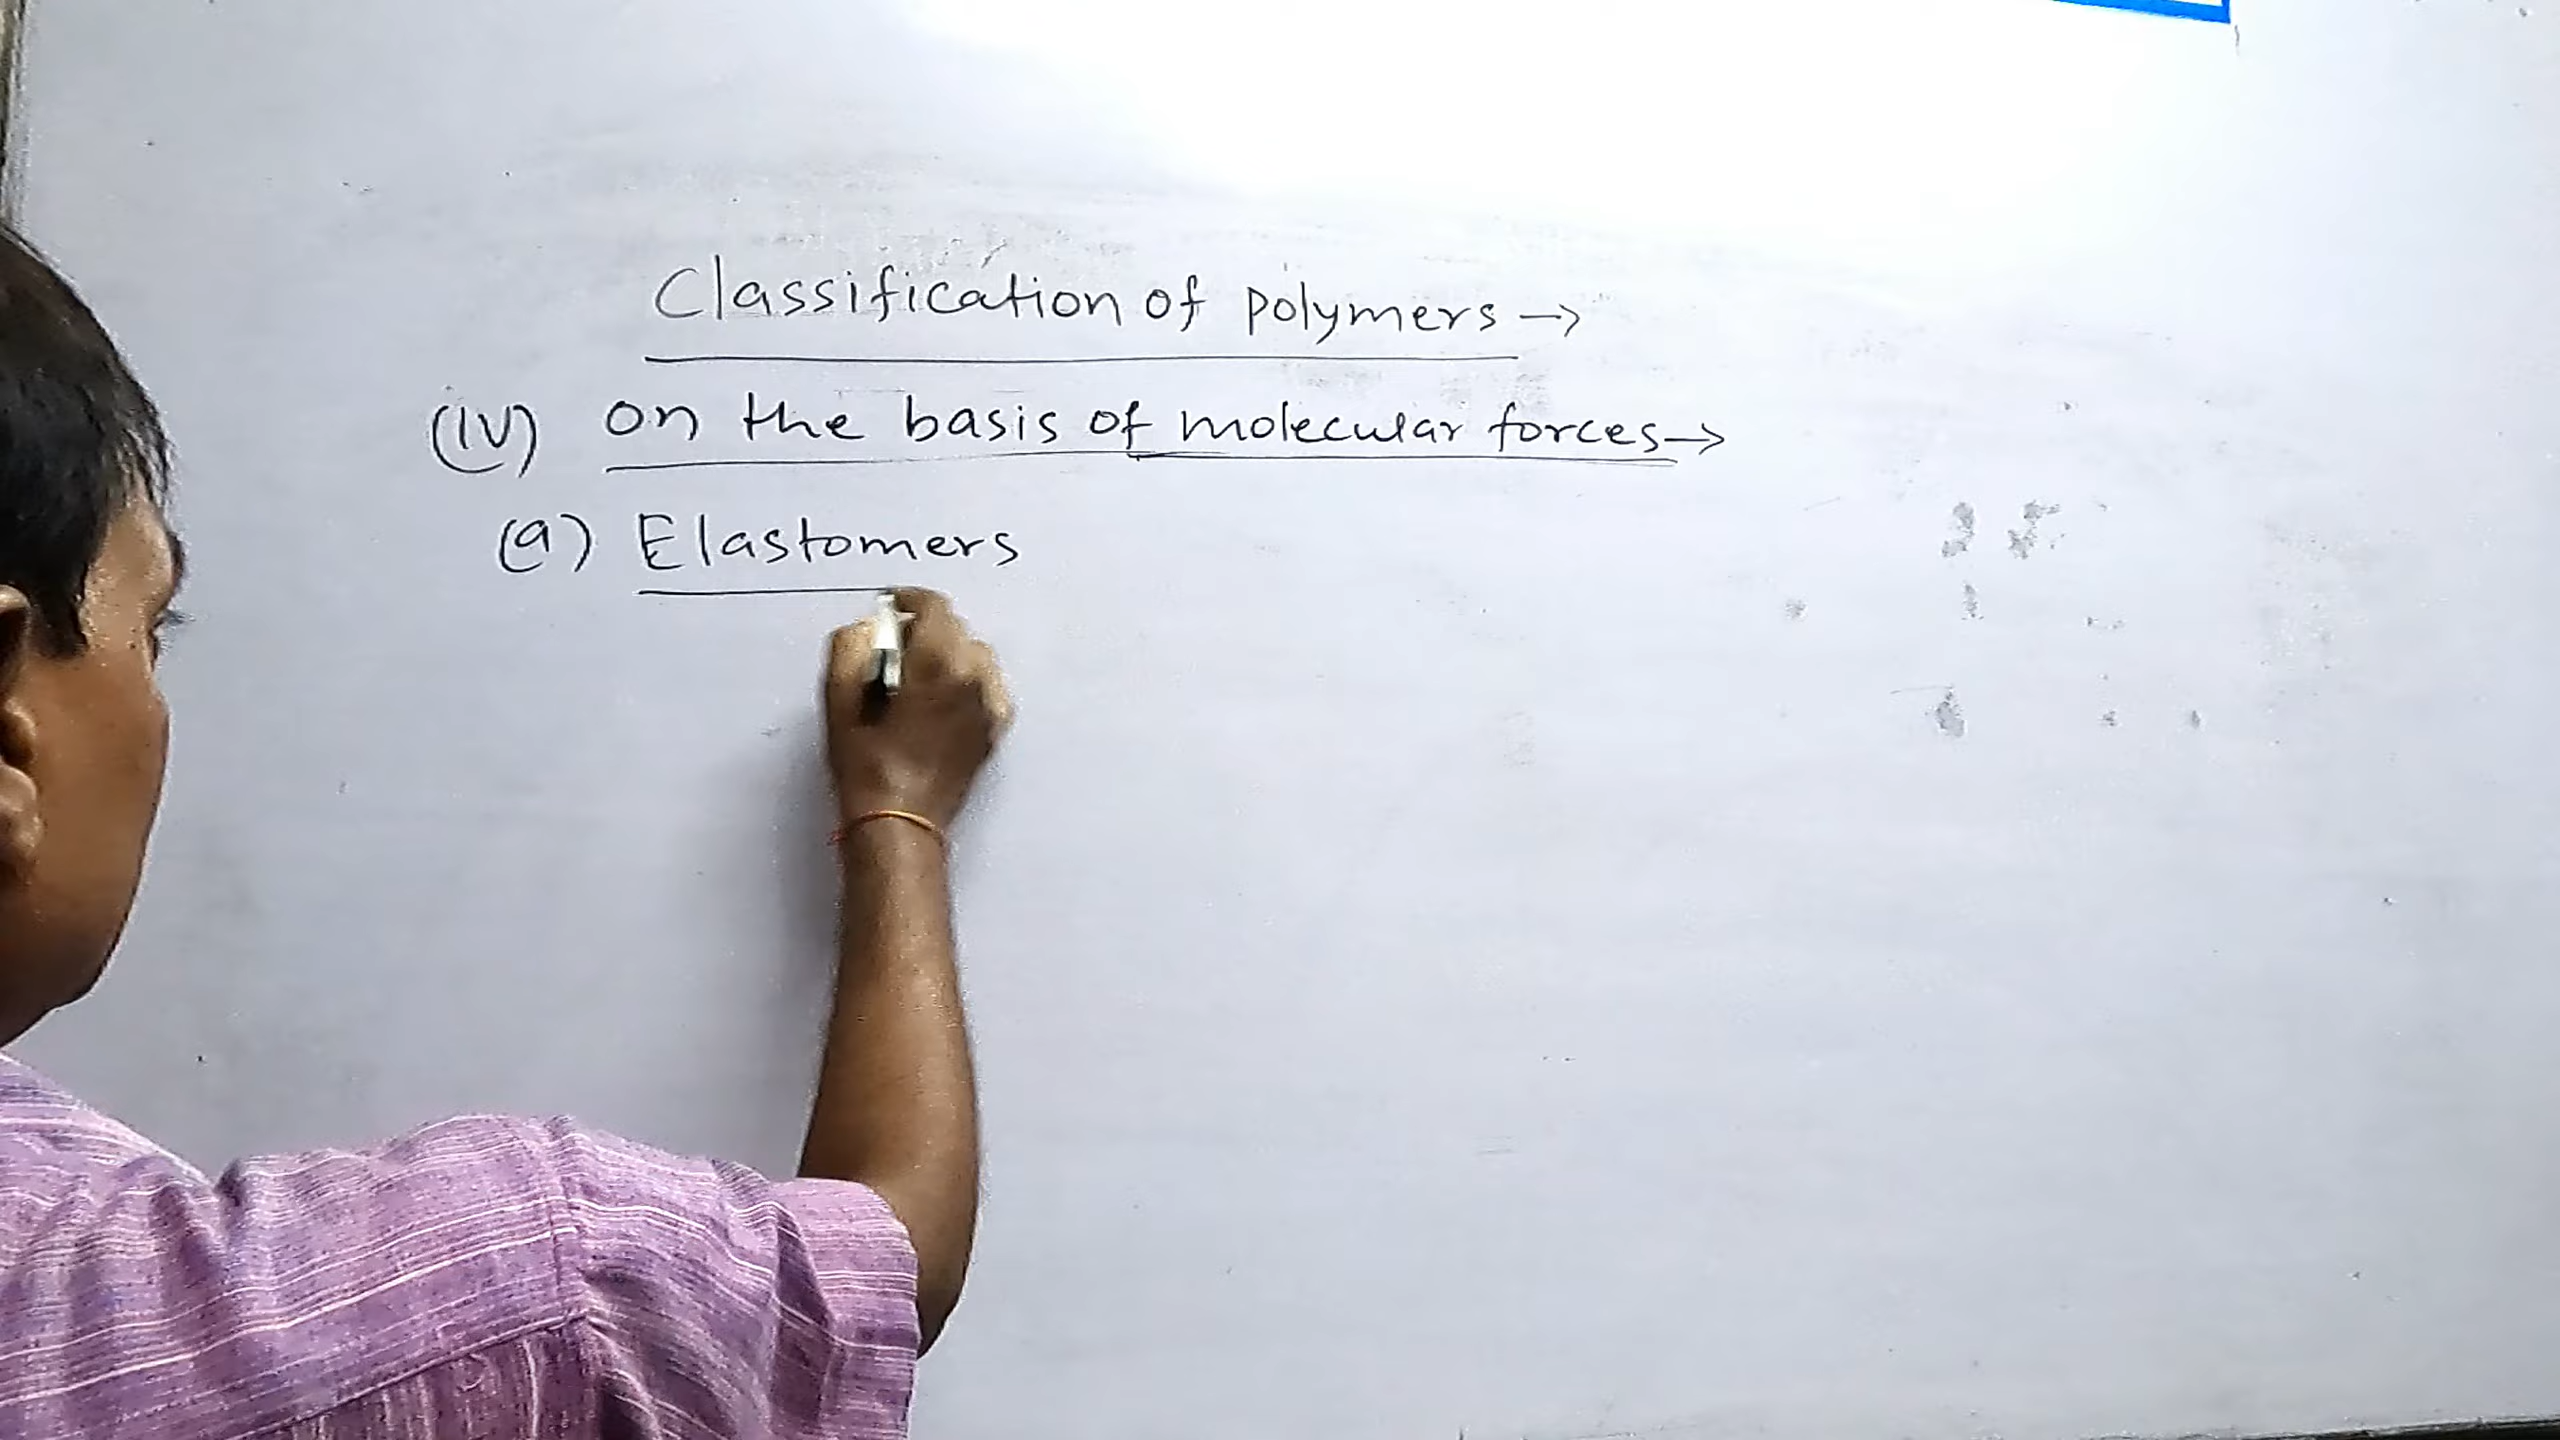 Classification of polymers →
(IV) on the basis of molecular forces →
(a) Elastomers